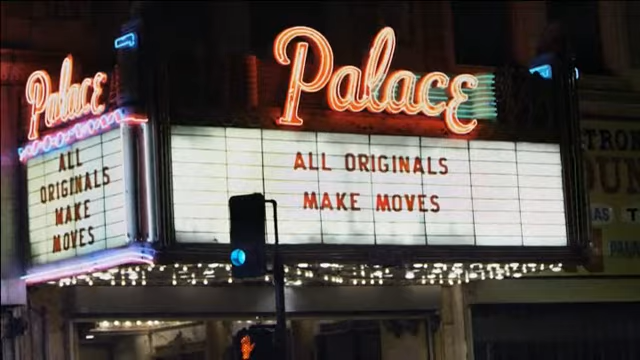 Palace
ALL
ORIGINALS
MAKE
MOVES
Palace
ALL ORIGINALS
MAKE MOVES